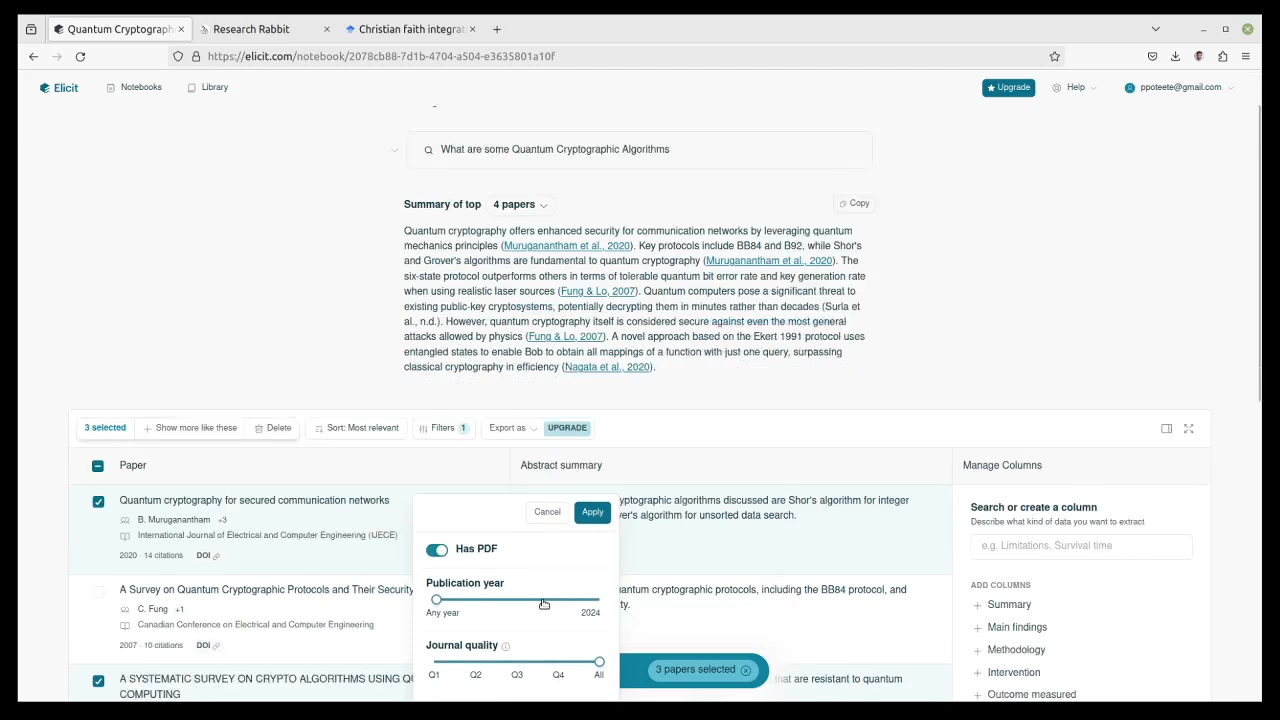 Quantum Cryptograph
Research Rabbit
Christian faith integrat
https://elicit.com/notebook/2078cb88-7d1b-4704-a504-e3635801a10f
Elicit
Notebooks
Library
Upgrade
Help
ppoteete@gmail.com
What are some Quantum Cryptographic Algorithms
Summary of top 4 papers
Copy
Quantum cryptography offers enhanced security for communication networks by leveraging quantum
mechanics principles (Muruganantham et al., 2020). Key protocols include BB84 and B92, while Shor's
and Grover's algorithms are fundamental to quantum cryptography (Muruganantham et al., 2020). The
six-state protocol outperforms others in terms of tolerable quantum bit error rate and key generation rate
when using realistic laser sources (Fung & Lo, 2007). Quantum computers pose a significant threat to
existing public-key cryptosystems, potentially decrypting them in minutes rather than decades (Surla et
al., n.d.). However, quantum cryptography itself is considered secure against even the most general
attacks allowed by physics (Fung & Lo, 2007). A novel approach based on the Ekert 1991 protocol uses
entangled states to enable Bob to obtain all mappings of a function with just one query, surpassing
classical cryptography in efficiency (Nagata et al., 2020).
3 selected
Show more like these
Delete
Sort: Most relevant
Filters 1
Export as
UPGRADE
Paper
Abstract summary
Manage Columns
Quantum cryptography for secured communication networks
B. Muruganantham +3
International Journal of Electrical and Computer Engineering (IJECE)
2020 · 14 citations DOI
yptographic algorithms discussed are Shor's algorithm for integer
ver's algorithm for unsorted data search.
Cancel
Apply
Has PDF
Publication year
Any year
2024
Journal quality
Q1
Q2
Q3
Q4
All
A Survey on Quantum Cryptographic Protocols and Their Security
C. Fung +1
Canadian Conference on Electrical and Computer Engineering
2007 · 10 citations DOI
antum cryptographic protocols, including the BB84 protocol, and
ty.
A SYSTEMATIC SURVEY ON CRYPTO ALGORITHMS USING QU
COMPUTING
3 papers selected
that are resistant to quantum
Search or create a column
Describe what kind of data you want to extract
e.g. Limitations, Survival time
ADD COLUMNS
Summary
Main findings
Methodology
Intervention
Outcome measured